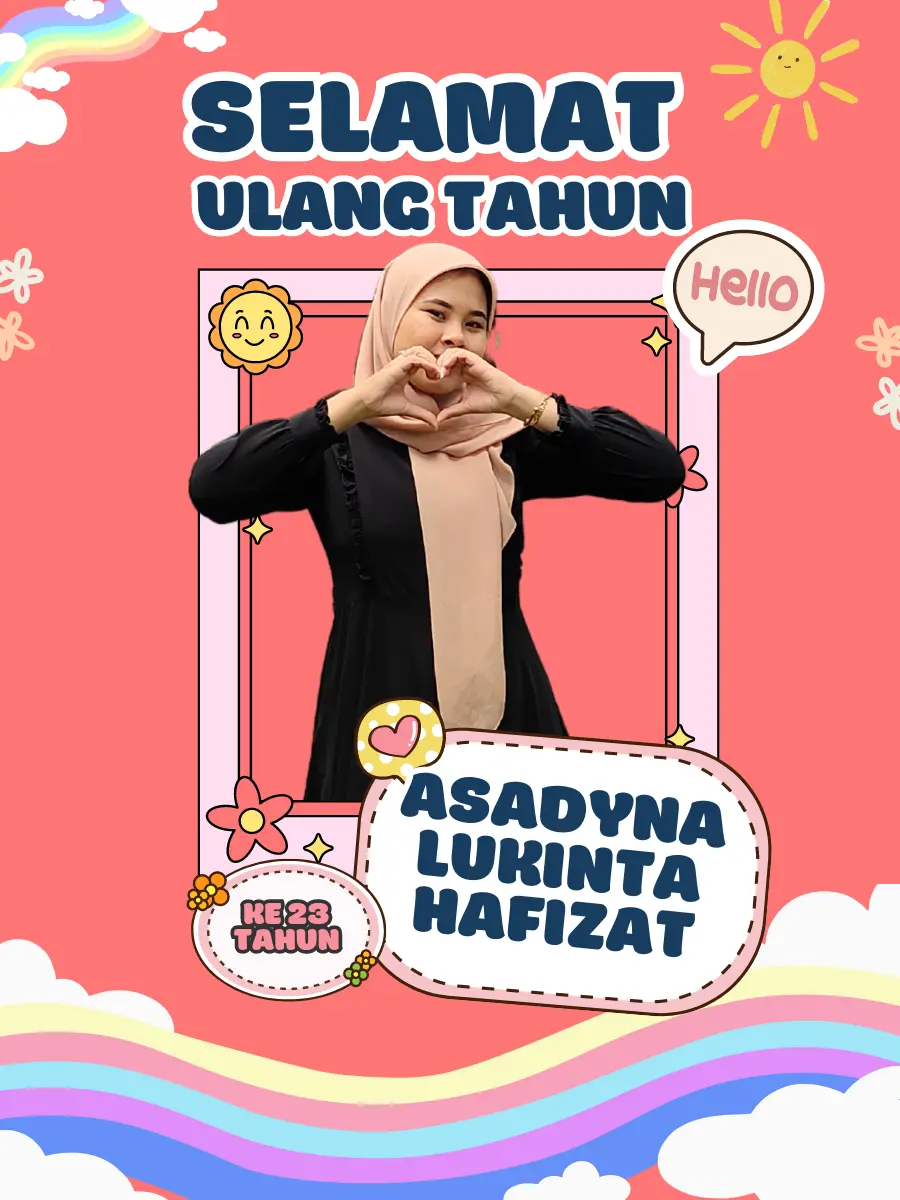 SELAMAT
ULANG TAHUN
Hello
ASADYNA
LUKINTA
HAFIZAT
KE 23
TAHUN